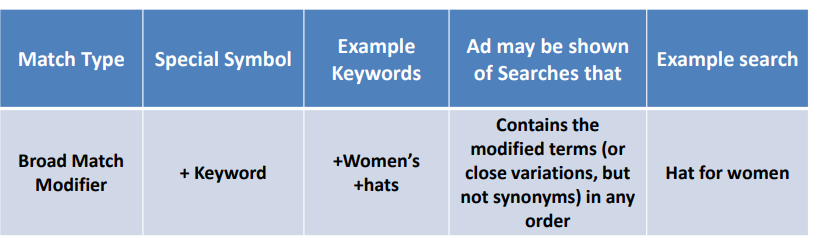 Match Type
Special Symbol
Example
Keywords
Ad may be shown
of Searches that
Example search
Broad Match
Modifier
+ Keyword
+Women’s
+hats
Contains the
modified terms (or
close variations, but
not synonyms) in any
order
Hat for women